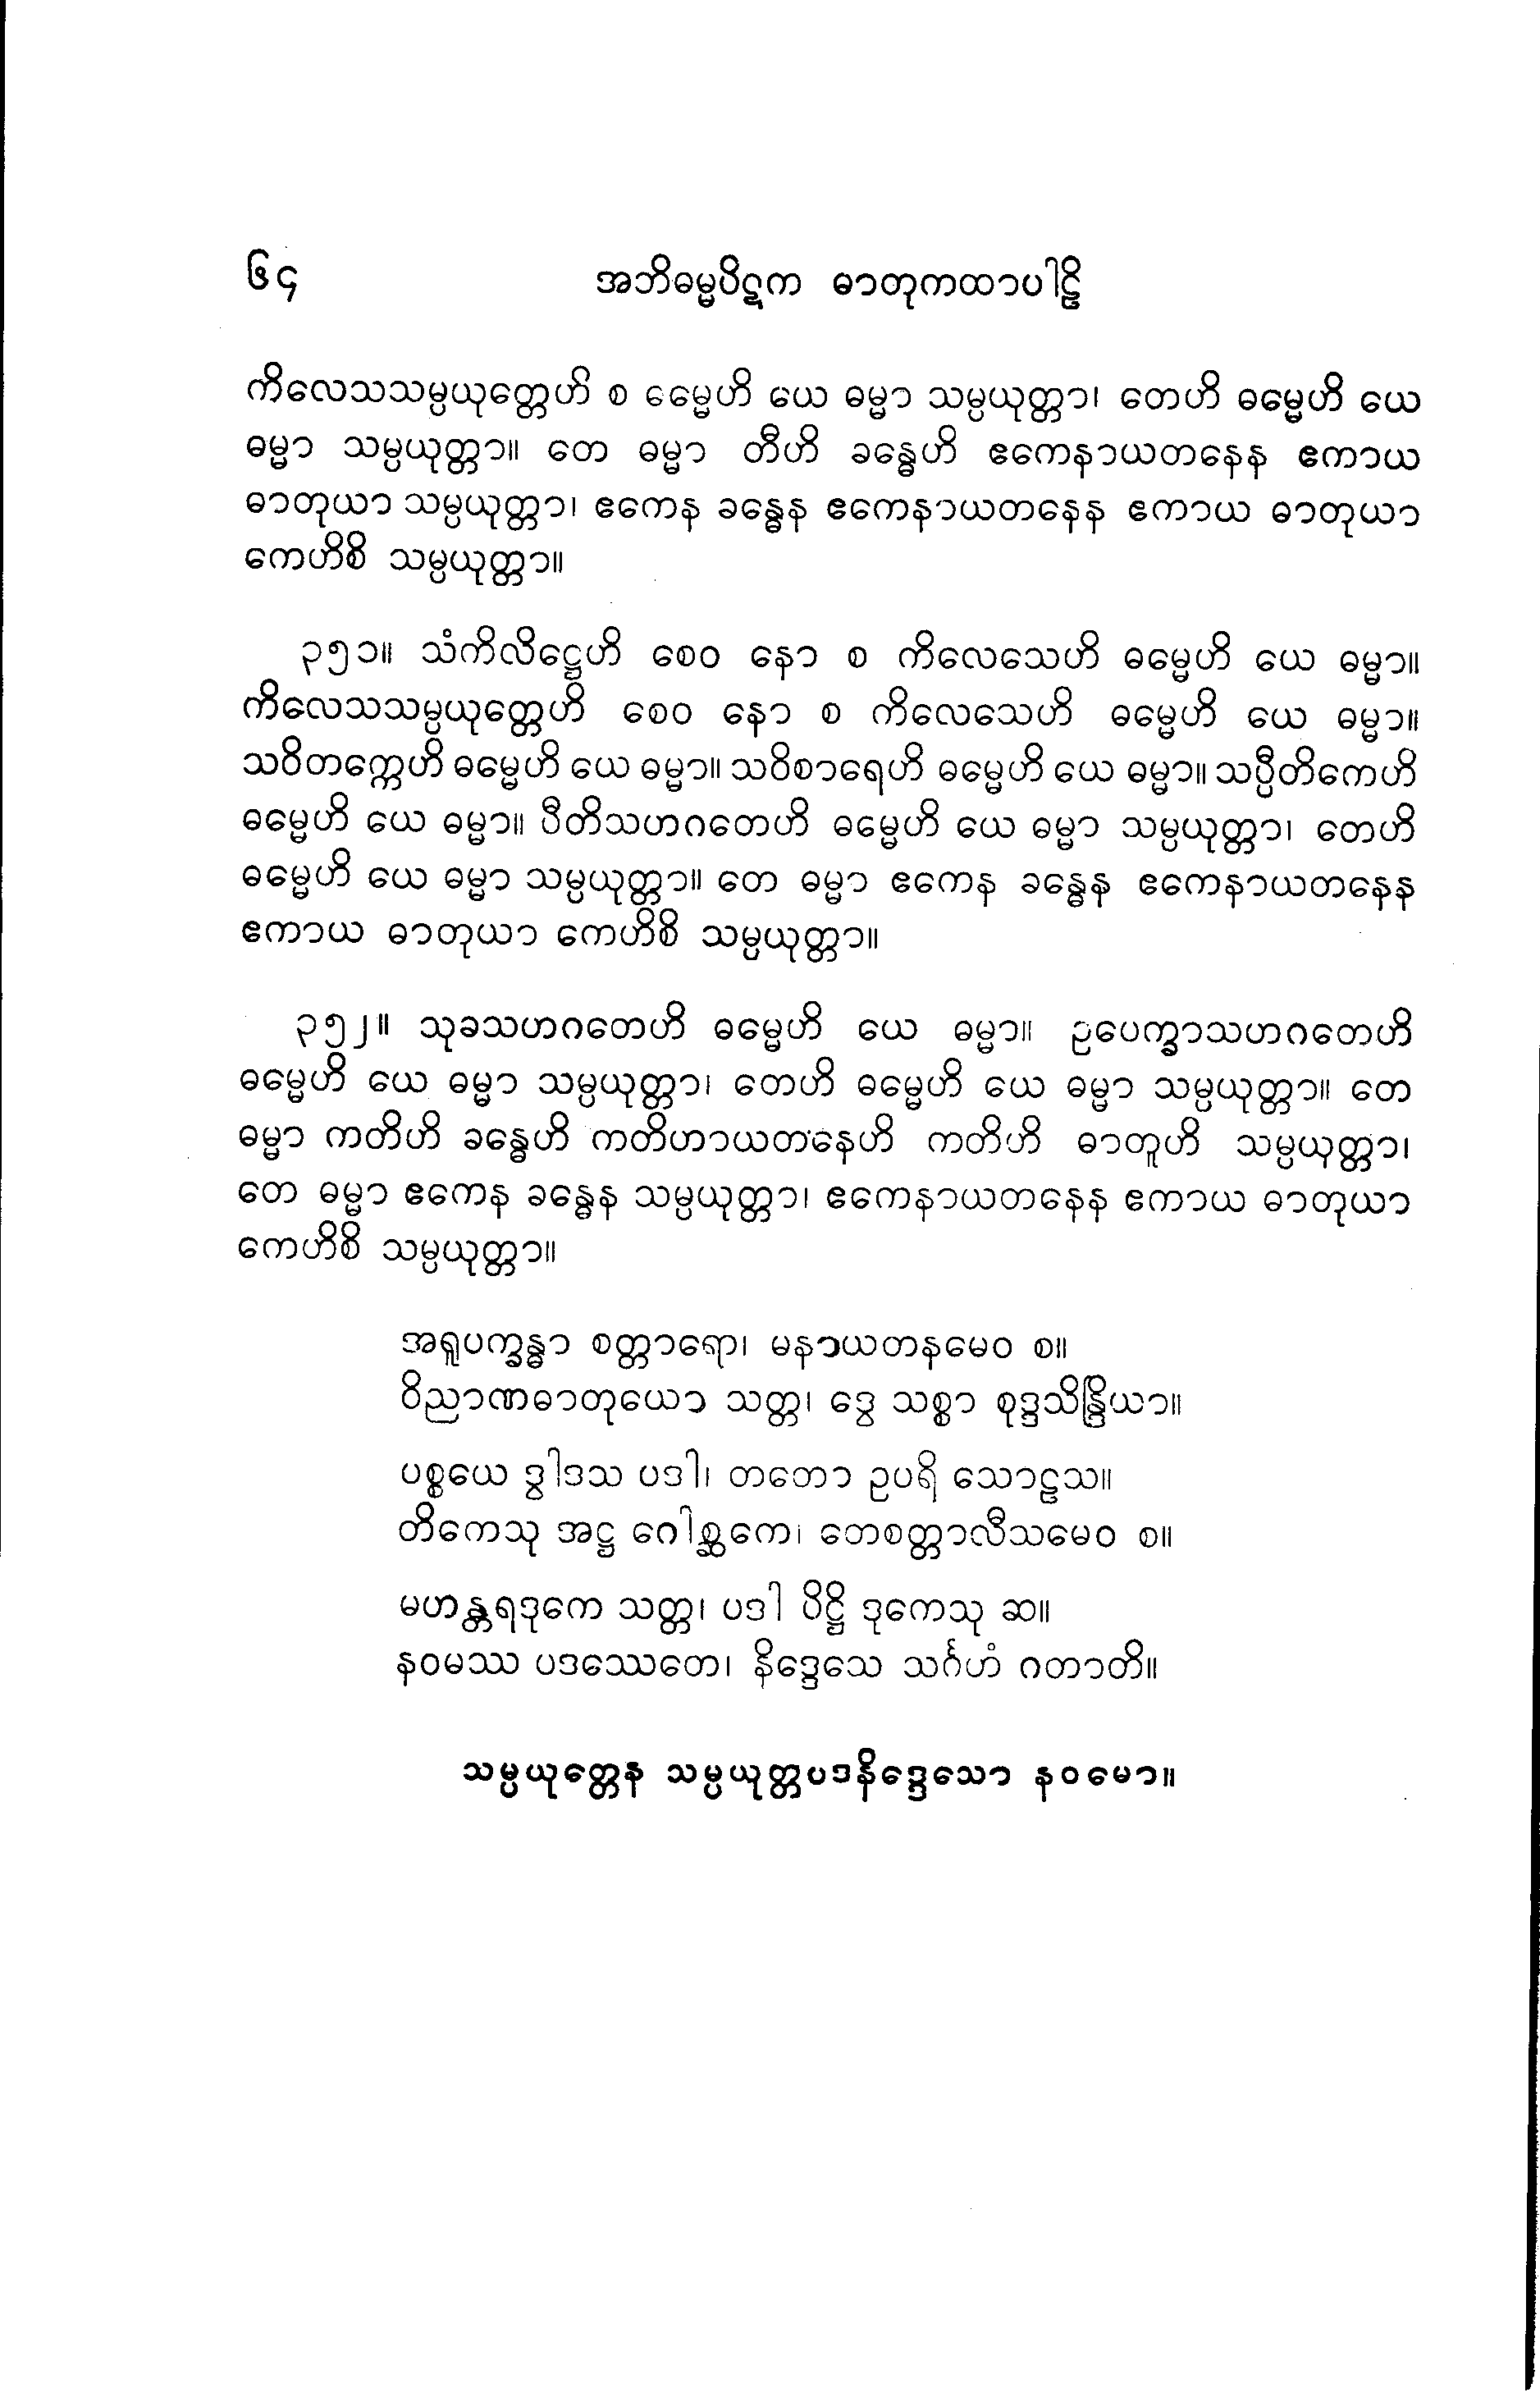 ၆၄ အဘိဓမ္မပိဋက ဓာတုကထာပါဠိ
ကိလေသသမ္ပယုတ္တေဟိ စ ဓမ္မေဟိ ယေ ဓမ္မာ သမ္ပယုတ္တာ၊ တေဟိ ဓမ္မေဟိ ယေ
ဓမ္မာ သမ္ပယုတ္တာ။ တေ ဓမ္မာ တီဟိ ခန္ဓေဟိ ဧကေနာယတနေန ဧကာယ
ဓာတုယာ သမ္ပယုတ္တာ၊ ဧကေန ခန္ဓေန ဧကေနာယတနေန ဧကာယ ဓာတုယာ
ကေဟိစိ သမ္ပယုတ္တာ။
၃၅၁။ သံကိလိဋ္ဌေဟိ စေဝ နော စ ကိလေသေဟိ ဓမ္မေဟိ ယေ ဓမ္မာ။
ကိလေသသမ္ပယုတ္တေဟိ စေဝ နော စ ကိလေသေဟိ ဓမ္မေဟိ ယေ ဓမ္မာ။
သဝိတက္ကေဟိ ဓမ္မေဟိ ယေ ဓမ္မာ။ သဝိစာရေဟိ ဓမ္မေဟိ ယေ ဓမ္မာ။ သပ္ပီတိကေဟိ
ဓမ္မေဟိ ယေ ဓမ္မာ။ ပီတိသဟဂတေဟိ ဓမ္မေဟိ ယေ ဓမ္မာ သမ္ပယုတ္တာ၊ တေဟိ
ဓမ္မေဟိ ယေ ဓမ္မာ သမ္ပယုတ္တာ။ တေ ဓမ္မာ ဧကေန ခန္ဓေန ဧကေနာယတနေန
ဧကာယ ဓာတုယာ ကေဟိစိ သမ္ပယုတ္တာ။
၃၅၂။ သုခသဟဂတေဟိ ဓမ္မေဟိ ယေ ဓမ္မာ။ ဥပေက္ခာသဟဂတေဟိ
ဓမ္မေဟိ ယေ ဓမ္မာ သမ္ပယုတ္တာ၊ တေဟိ ဓမ္မေဟိ ယေ ဓမ္မာ သမ္ပယုတ္တာ။ တေ
ဓမ္မာ ကတိဟိ ခန္ဓေဟိ ကတိဟာယတနေဟိ ကတိဟိ ဓာတူဟိ သမ္ပယုတ္တာ၊
တေ ဓမ္မာ ဧကေန ခန္ဓေန သမ္ပယုတ္တာ၊ ဧကေနာယတနေန ဧကာယ ဓာတုယာ
ကေဟိစိ သမ္ပယုတ္တာ။
အရူပက္ခန္ဓာ စတ္တာရော၊ မနာယတနမေဝ စ။
ဝိညာဏဓာတုယော သတ္တ၊ ဒွေ သစ္စာ စုဒ္ဒသိန္ဒြိယာ။
ပစ္စယေ ဒွါဒသ ပဒါ၊ တတော ဥပရိ သောဠသ။
တိကေသု အဋ္ဌ ဂေါစ္ဆကေ၊ တေစတ္တာလီသမေဝ စ။
မဟန္တရဒုကေ သတ္တ၊ ပဒါ ပိဋ္ဌိ ဒုကေသု ဆ။
နဝမဿ ပဒဿေတေ၊ နိဒ္ဒေသေ သင်္ဂဟံ ဂတာတိ။
သမ္ပယုတ္တေန သမ္ပယုတ္တပဒနိဒ္ဒေသော နဝမော။